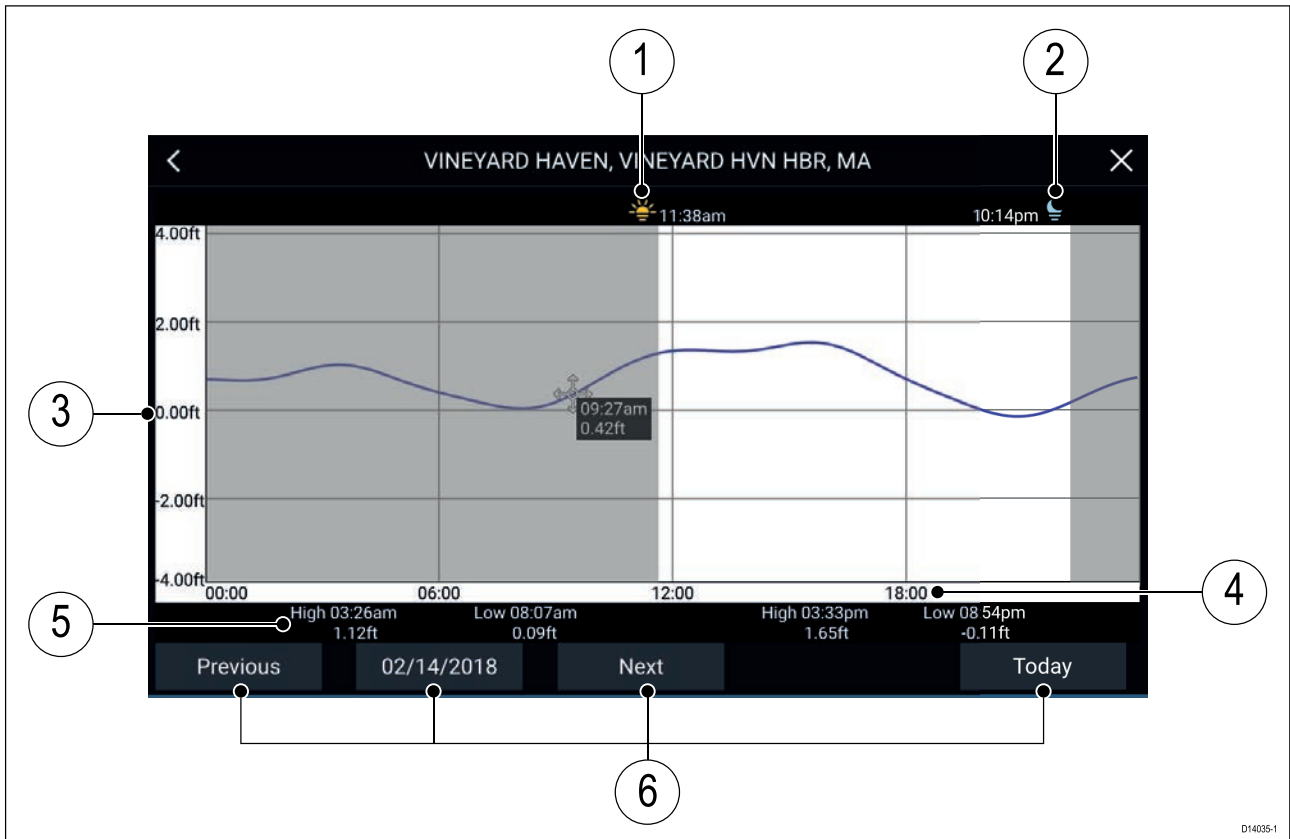 1
2
VINEYARD HAVEN, VINEYARD HVN HBR, MA
11:38am
10:14pm
4.00ft
2.00ft
09:27am
0.42ft
3
0.00ft
-2.00ft
-4.00ft
00:00 06:00 12:00 18:00
4
5
High 03:26am Low 08:07am High 03:33pm Low 08 54pm
1.12ft 0.09ft 1.65ft -0.11ft
Previous 02/14/2018 Next Today
6
D14035-1